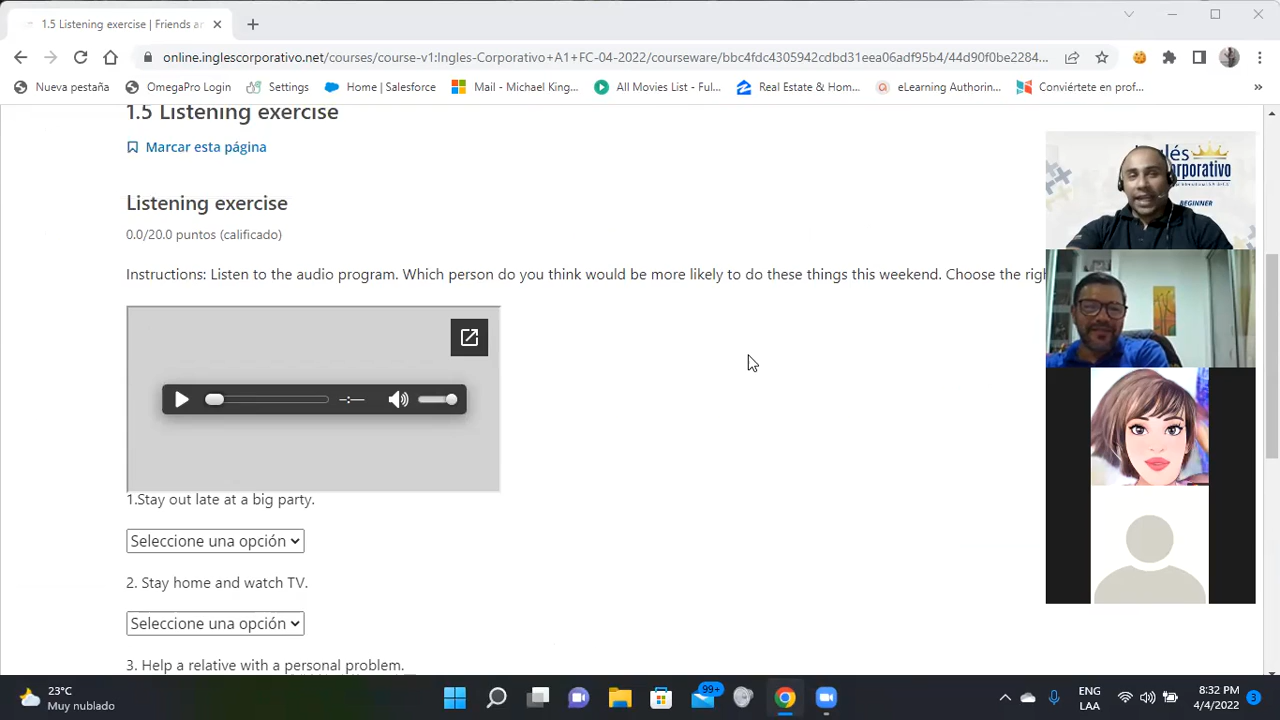 1.5 Listening exercise | Friends ar
online.inglescorporativo.net/courses/course-v1:Ingles-Corporativo+A1+FC-04-2022/courseware/bbc4fdc4305942cdbd31eea06adf95b4/44d90f0be2284...
Nueva pestaña OmegaPro Login Settings Home | Salesforce Mail - Michael King... All Movies List - Ful... Real Estate & Hom... eLearning Authorin... Conviértete en prof... »
1.5 Listening exercise
Marcar esta página
Listening exercise
0.0/20.0 puntos (calificado)
Instructions: Listen to the audio program. Which person do you think would be more likely to do these things this weekend. Choose the righ
-:--
1.Stay out late at a big party.
Seleccione una opción
2. Stay home and watch TV.
Seleccione una opción
3. Help a relative with a personal problem.
Inglés
Corporativo
BEGINNER
23°C
Muy nublado
99+
ENG
LAA
8:32 PM
4/4/2022
3